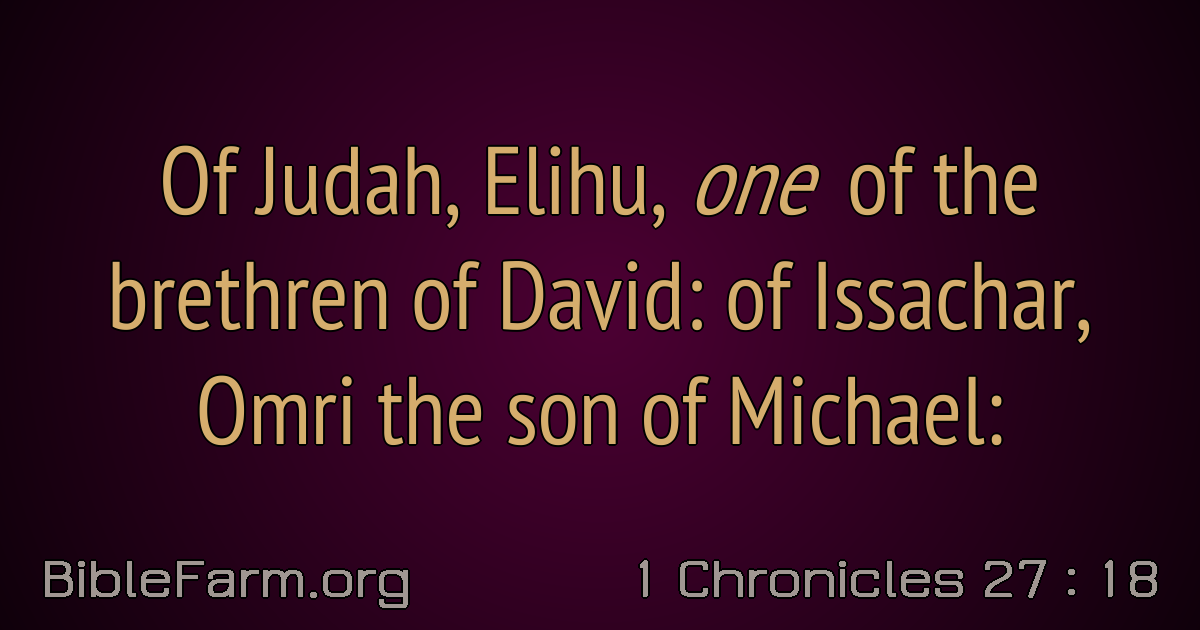 Of Judah, Elihu, one of the
brethren of David: of Issachar,
Omri the son of Michael:
BibleFarm.org
1 Chronicles 27 : 18